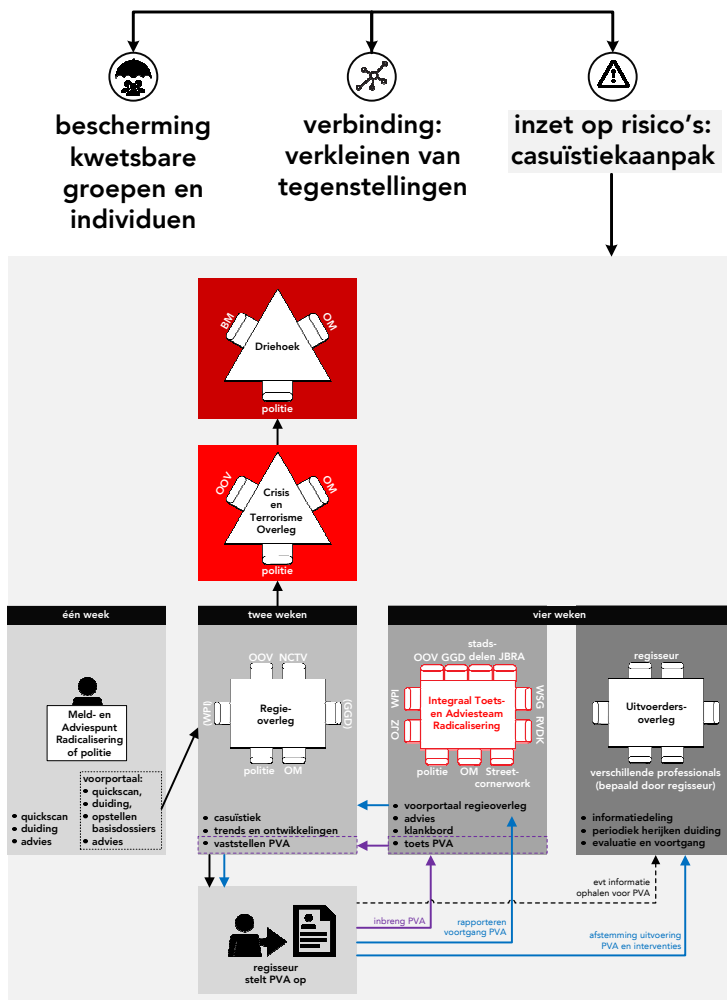 bescherming
kwetsbare
groepen en
individuen
verbinding:
verkleinen van
tegenstellingen
inzet op risico's:
casuïstiekaanpak
BM
OM
Driehoek
politie
OOV
OM
Crisis
en
Terrorisme
Overleg
politie
één week
twee weken
vier weken
Meld- en
Adviespunt
Radicalisering
of politie
voorportaal:
• quickscan,
• duiding,
• opstellen
basisdossiers
• advies
• quickscan
• duiding
• advies
OOV NCTV
(WPI)
Regie-
overleg
(GGD)
politie OM
• casuïstiek
• trends en ontwikkelingen
• vaststellen PVA
stads-
OOV GGD delen JBRA
WPI
OJZ
Integraal Toets-
en Adviesteam
Radicalisering
WSG
RVDK
politie OM Street-
cornerwork
• voorportaal regieoverleg
• advies
• klankbord
• toets PVA
regisseur
Uitvoerders-
overleg
verschillende professionals
(bepaald door regisseur)
• informatiedeling
• periodiek herijken duiding
• evaluatie en voortgang
evt informatie
ophalen voor PVA
inbreng PVA
rapporteren
voortgang PVA
afstemming uitvoering
PVA en interventies
regisseur
stelt PVA op